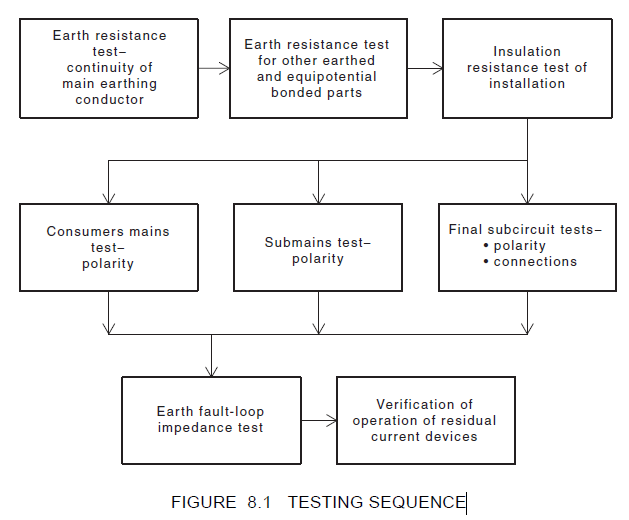 Earth resistance
test–
continuity of
main earthing
conductor
Earth resistance test
for other earthed
and equipotential
bonded parts
Insulation
resistance test of
installation
Consumers mains
test–
polarity
Submains test–
polarity
Final subcircuit tests–
• polarity
• connections
Earth fault-loop
impedance test
Verification of
operation of residual
current devices
FIGURE 8.1 TESTING SEQUENCE